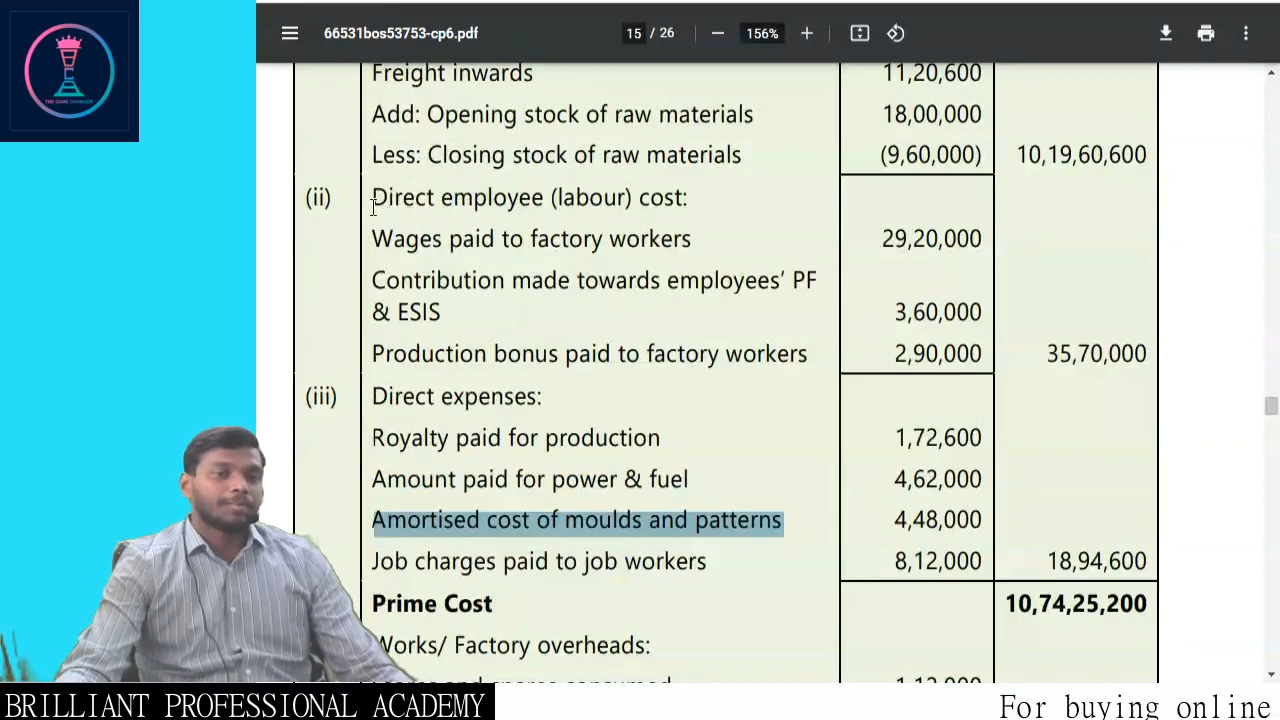 66531bos53753-cp6.pdf 15 / 26 156%
THE GAME CHANGER
Freight inwards 11,20,600
Add: Opening stock of raw materials 18,00,000
Less: Closing stock of raw materials (9,60,000) 10,19,60,600
(ii) Direct employee (labour) cost:
Wages paid to factory workers 29,20,000
Contribution made towards employees’ PF
& ESIS 3,60,000
Production bonus paid to factory workers 2,90,000 35,70,000
(iii) Direct expenses:
Royalty paid for production 1,72,600
Amount paid for power & fuel 4,62,000
Amortised cost of moulds and patterns 4,48,000
Job charges paid to job workers 8,12,000 18,94,600
Prime Cost 10,74,25,200
Works/ Factory overheads:
BRILLIANT PROFESSIONAL ACADEMY For buying online